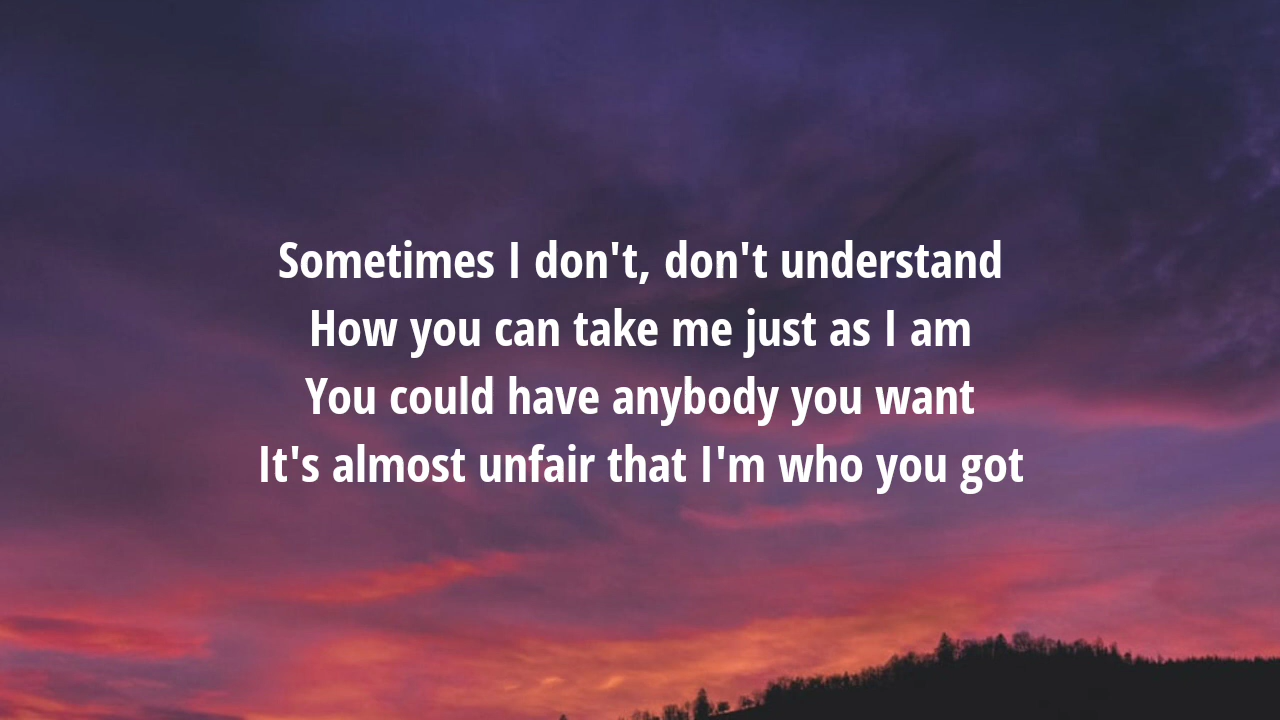 Sometimes I don't, don't understand
How you can take me just as I am
You could have anybody you want
It's almost unfair that I'm who you got